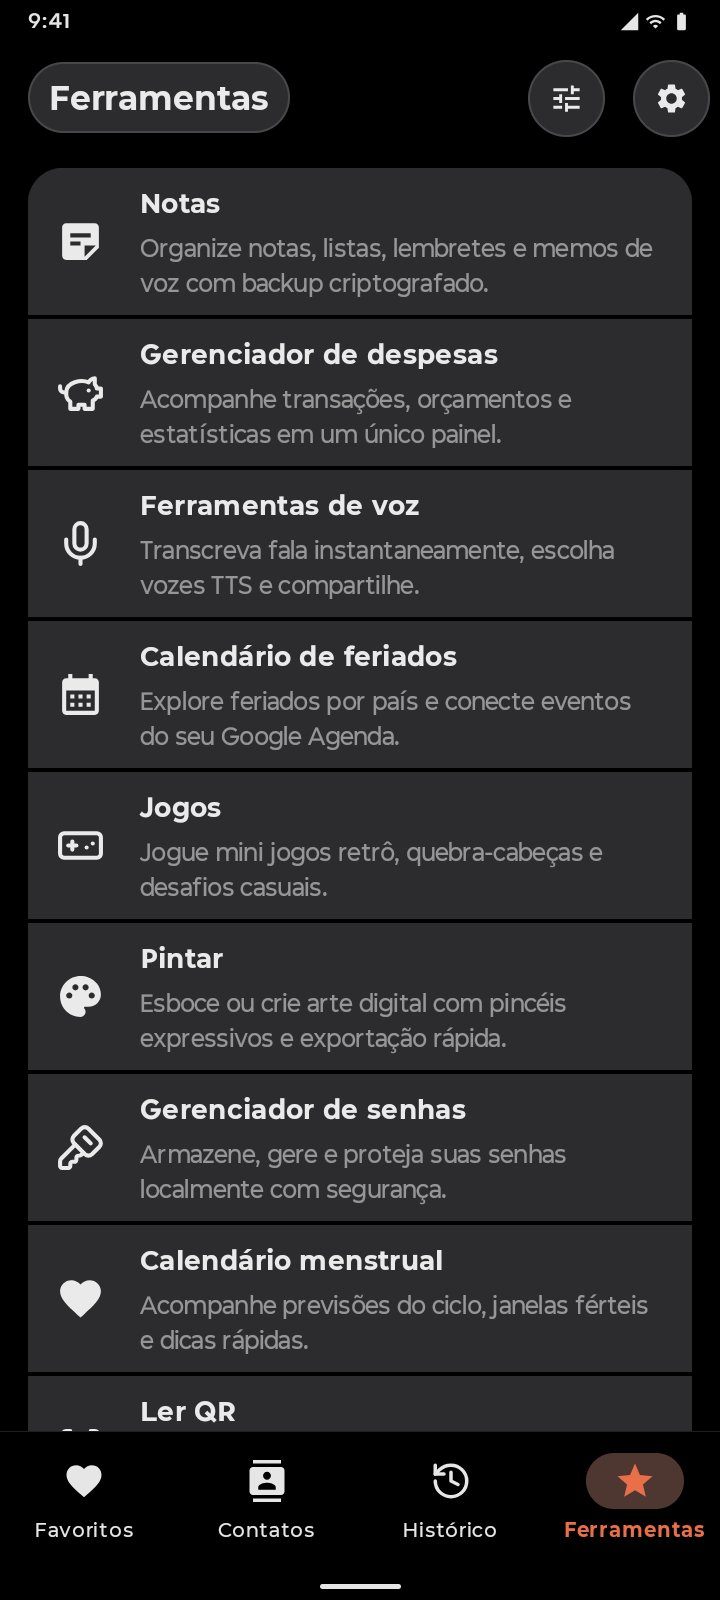 9:41
Ferramentas
Notas
Organize notas, listas, lembretes e memos de
voz com backup criptografado.
Gerenciador de despesas
Acompanhe transações, orçamentos e
estatísticas em um único painel.
Ferramentas de voz
Transcreva fala instantaneamente, escolha
vozes TTS e compartilhe.
Calendário de feriados
Explore feriados por país e conecte eventos
do seu Google Agenda.
Jogos
Jogue mini jogos retrô, quebra-cabeças e
desafios casuais.
Pintar
Esboce ou crie arte digital com pincéis
expressivos e exportação rápida.
Gerenciador de senhas
Armazene, gere e proteja suas senhas
localmente com segurança.
Calendário menstrual
Acompanhe previsões do ciclo, janelas férteis
e dicas rápidas.
Ler QR
Favoritos
Contatos
Histórico
Ferramentas